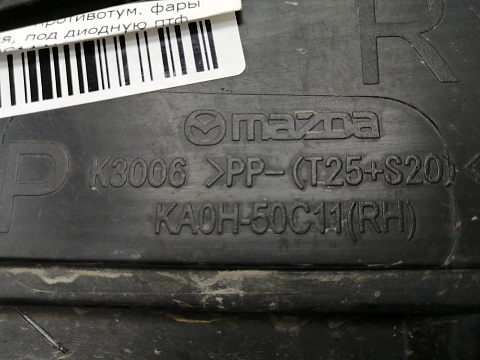 противотум. фары
под диодную птф
R
mazda
P
K3006 >PP-(T25+S20)
KA0H-50C11(RH)